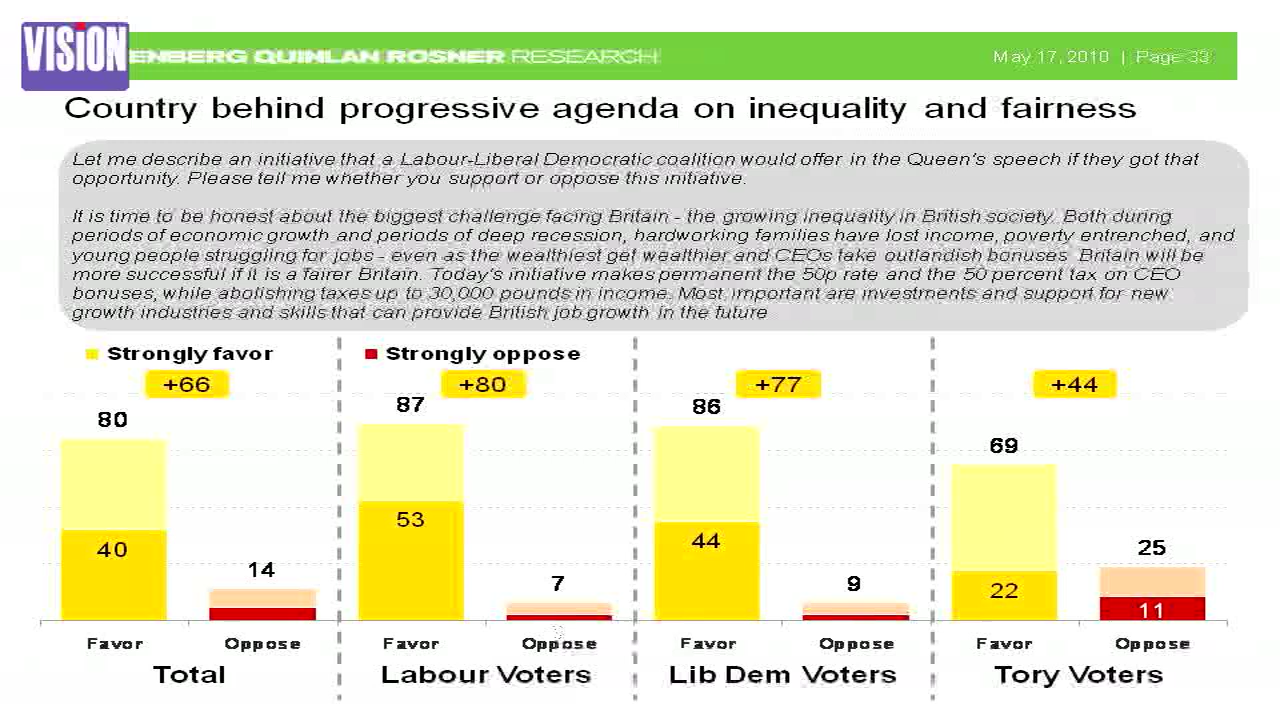 VISION
ENBERG QUINLAN ROSNER RESEARCH
May 17, 2010 | Page 33
Country behind progressive agenda on inequality and fairness
Let me describe an initiative that a Labour-Liberal Democratic coalition would offer in the Queen's speech if they got that
opportunity. Please tell me whether you support or oppose this initiative.
It is time to be honest about the biggest challenge facing Britain - the growing inequality in British society. Both during
periods of economic growth and periods of deep recession, hardworking families have lost income, poverty entrenched, and
young people struggling for jobs - even as the wealthiest get wealthier and CEOs take outlandish bonuses. Britain will be
more successful if it is a fairer Britain. Today's initiative makes permanent the 50p rate and the 50 percent tax on CEO
bonuses, while abolishing taxes up to 30,000 pounds in income. Most important are investments and support for new
growth industries and skills that can provide British job growth in the future
Strongly favor
Strongly oppose
+66 +80 +77 +44
80 87 86 69
40 14 53 7 44 9 22 25
11
Favor Oppose Favor Oppose Favor Oppose Favor Oppose
Total Labour Voters Lib Dem Voters Tory Voters